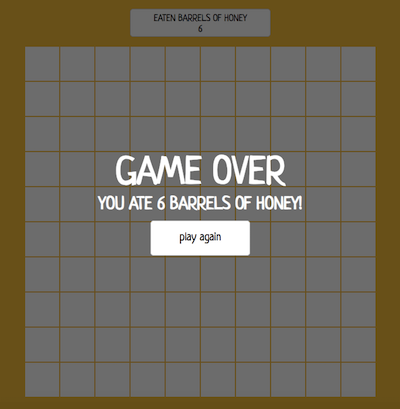 EATEN BARRELS OF HONEY
6
GAME OVER
YOU ATE 6 BARRELS OF HONEY!
play again